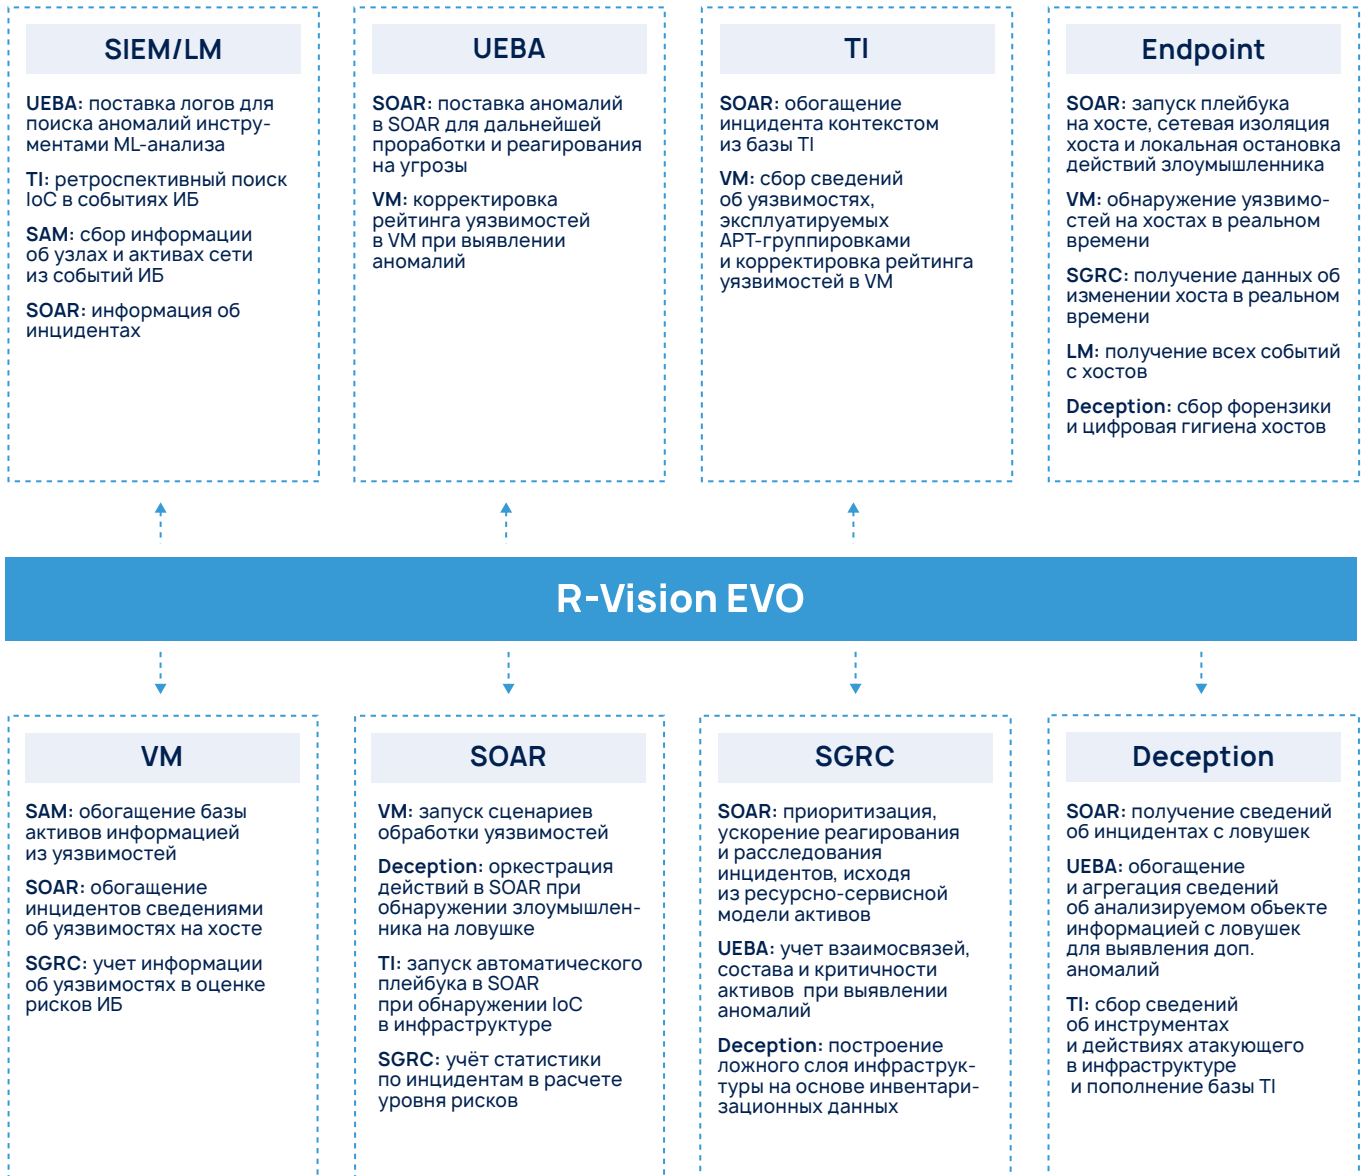 SIEM/LM
UEBA: поставка логов для
поиска аномалий инстру-
ментами ML-анализа
TI: ретроспективный поиск
IoC в событиях ИБ
SAM: сбор информации
об узлах и активах сети
из событий ИБ
SOAR: информация об
инцидентах
UEBA
SOAR: поставка аномалий
в SOAR для дальнейшей
проработки и реагирования
на угрозы
VM: корректировка
рейтинга уязвимостей
в VM при выявлении
аномалий
TI
SOAR: обогащение
инцидента контекстом
из базы TI
VM: сбор сведений
об уязвимостях,
эксплуатируемых
APT-группировками
и корректировка рейтинга
уязвимостей в VM
Endpoint
SOAR: запуск плейбука
на хосте, сетевая изоляция
хоста и локальная остановка
действий злоумышленника
VM: обнаружение уязвимо-
стей на хостах в реальном
времени
SGRC: получение данных об
изменении хоста в реальном
времени
LM: получение всех событий
с хостов
Deception: сбор форензики
и цифровая гигиена хостов
R-Vision EVO
VM
SAM: обогащение базы
активов информацией
из уязвимостей
SOAR: обогащение
инцидентов сведениями
об уязвимостях на хосте
SGRC: учет информации
об уязвимостях в оценке
рисков ИБ
SOAR
VM: запуск сценариев
обработки уязвимостей
Deception: оркестрация
действий в SOAR при
обнаружении злоумышлен-
ника на ловушке
TI: запуск автоматического
плейбука в SOAR
при обнаружении IoC
в инфраструктуре
SGRC: учёт статистики
по инцидентам в расчете
уровня рисков
SGRC
SOAR: приоритизация,
ускорение реагирования
и расследования
инцидентов, исходя
из ресурсно-сервисной
модели активов
UEBA: учет взаимосвязей,
состава и критичности
активов при выявлении
аномалий
Deception: построение
ложного слоя инфраструк-
туры на основе инвентари-
зационных данных
Deception
SOAR: получение сведений
об инцидентах с ловушек
UEBA: обогащение
и агрегация сведений
об анализируемом объекте
информацией с ловушек
для выявления доп.
аномалий
TI: сбор сведений
об инструментах
и действиях атакующего
в инфраструктуре
и пополнение базы TI